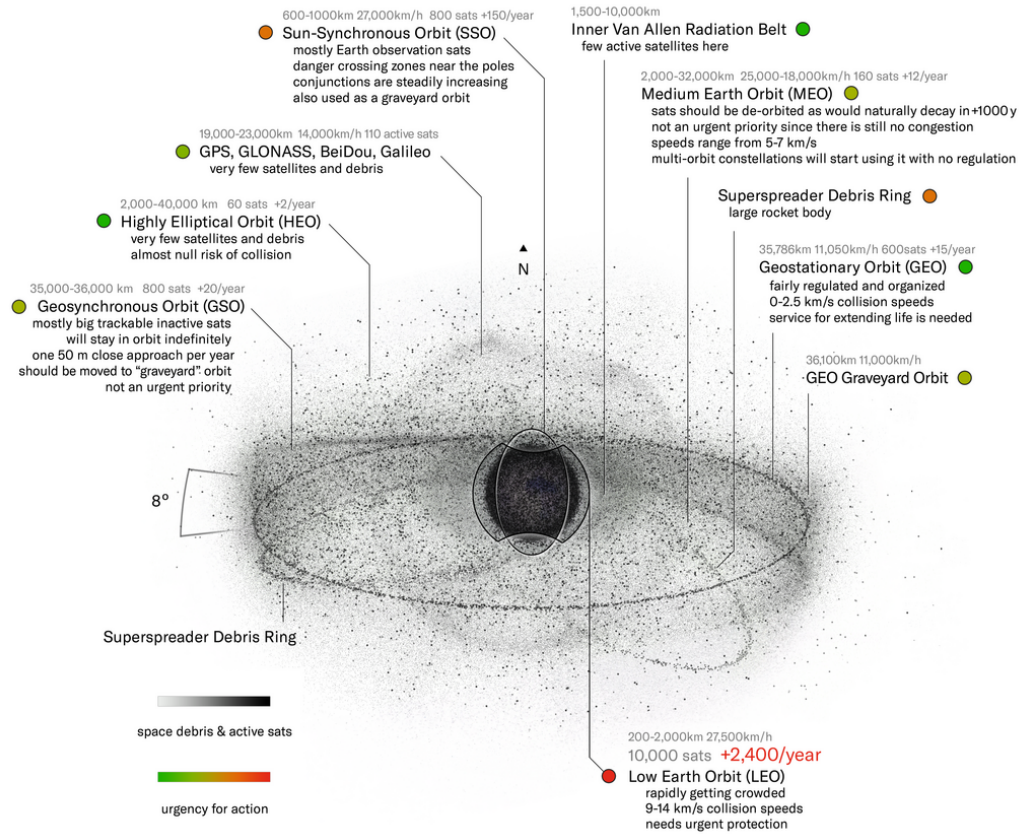 600-1000km 27,000km/h 800 sats +150/year
Sun-Synchronous Orbit (SSO)
mostly Earth observation sats
danger crossing zones near the poles
conjunctions are steadily increasing
also used as a graveyard orbit
1,500-10,000km
Inner Van Allen Radiation Belt
few active satellites here
2,000-32,000km 25,000-18,000km/h 160 sats +12/year
Medium Earth Orbit (MEO)
sats should be de-orbited as would naturally decay in +1000 y
not an urgent priority since there is still no congestion
speeds range from 5-7 km/s
multi-orbit constellations will start using it with no regulation
19,000-23,000km 14,000km/h 110 active sats
GPS, GLONASS, BeiDou, Galileo
very few satellites and debris
Superspreader Debris Ring
large rocket body
2,000-40,000 km 60 sats +2/year
Highly Elliptical Orbit (HEO)
very few satellites and debris
almost null risk of collision
35,786km 11,050km/h 600sats +15/year
Geostationary Orbit (GEO)
fairly regulated and organized
0-2.5 km/s collision speeds
service for extending life is needed
N
35,000-36,000 km 800 sats +20/year
Geosynchronous Orbit (GSO)
mostly big trackable inactive sats
will stay in orbit indefinitely
one 50 m close approach per year
should be moved to "graveyard". orbit
not an urgent priority
36,100km 11,000km/h
GEO Graveyard Orbit
8º
Superspreader Debris Ring
space debris & active sats
urgency for action
200-2,000km 27,500km/h
10,000 sats +2,400/year
Low Earth Orbit (LEO)
rapidly getting crowded
9-14 km/s collision speeds
needs urgent protection